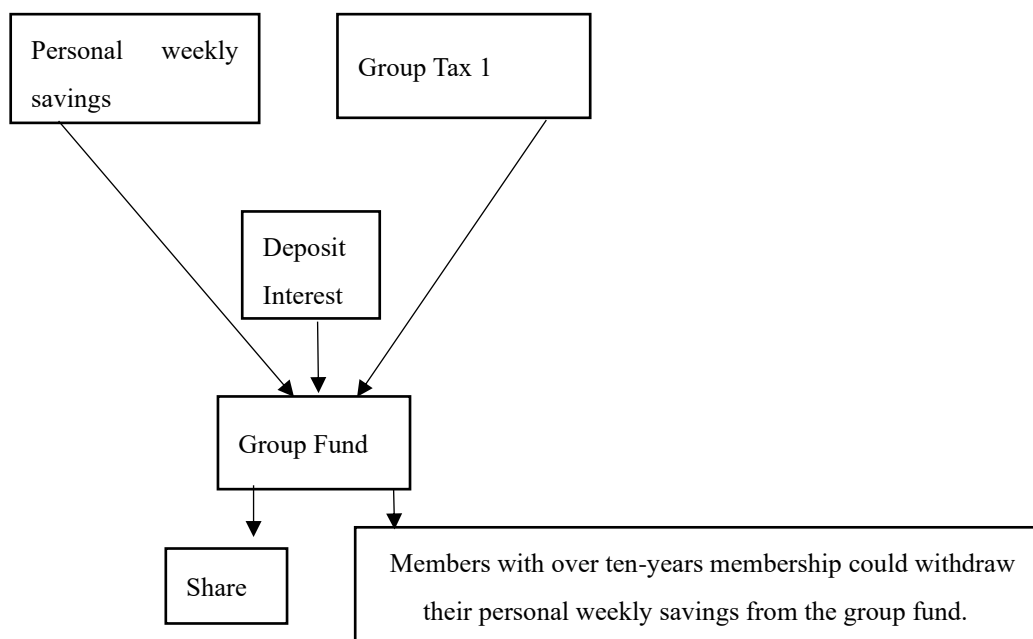 Personal weekly
savings
Group Tax 1
Deposit
Interest
Group Fund
Share
Members with over ten-years membership could withdraw
their personal weekly savings from the group fund.